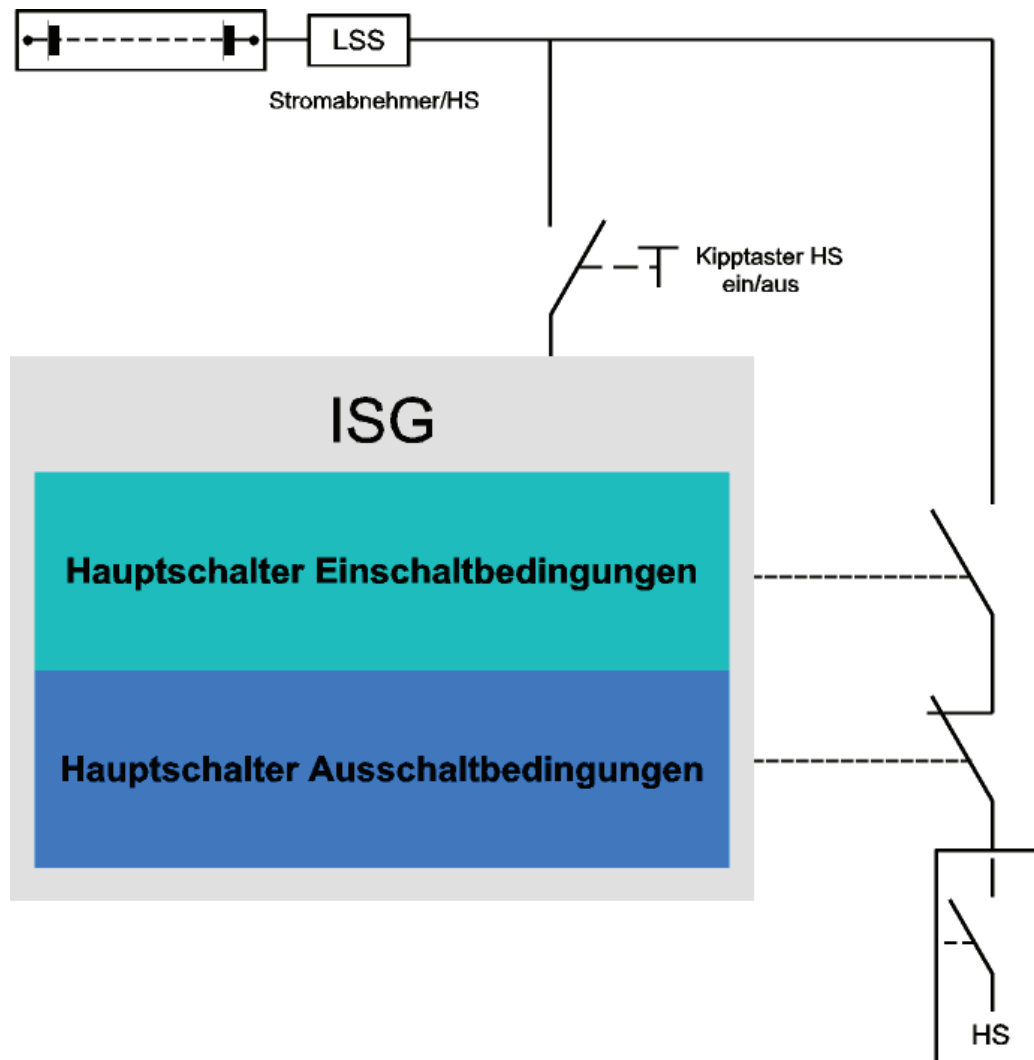 LSS
Stromabnehmer/HS
Kipptaster HS
ein/aus
ISG
Hauptschalter Einschaltbedingungen
Hauptschalter Ausschaltbedingungen
HS